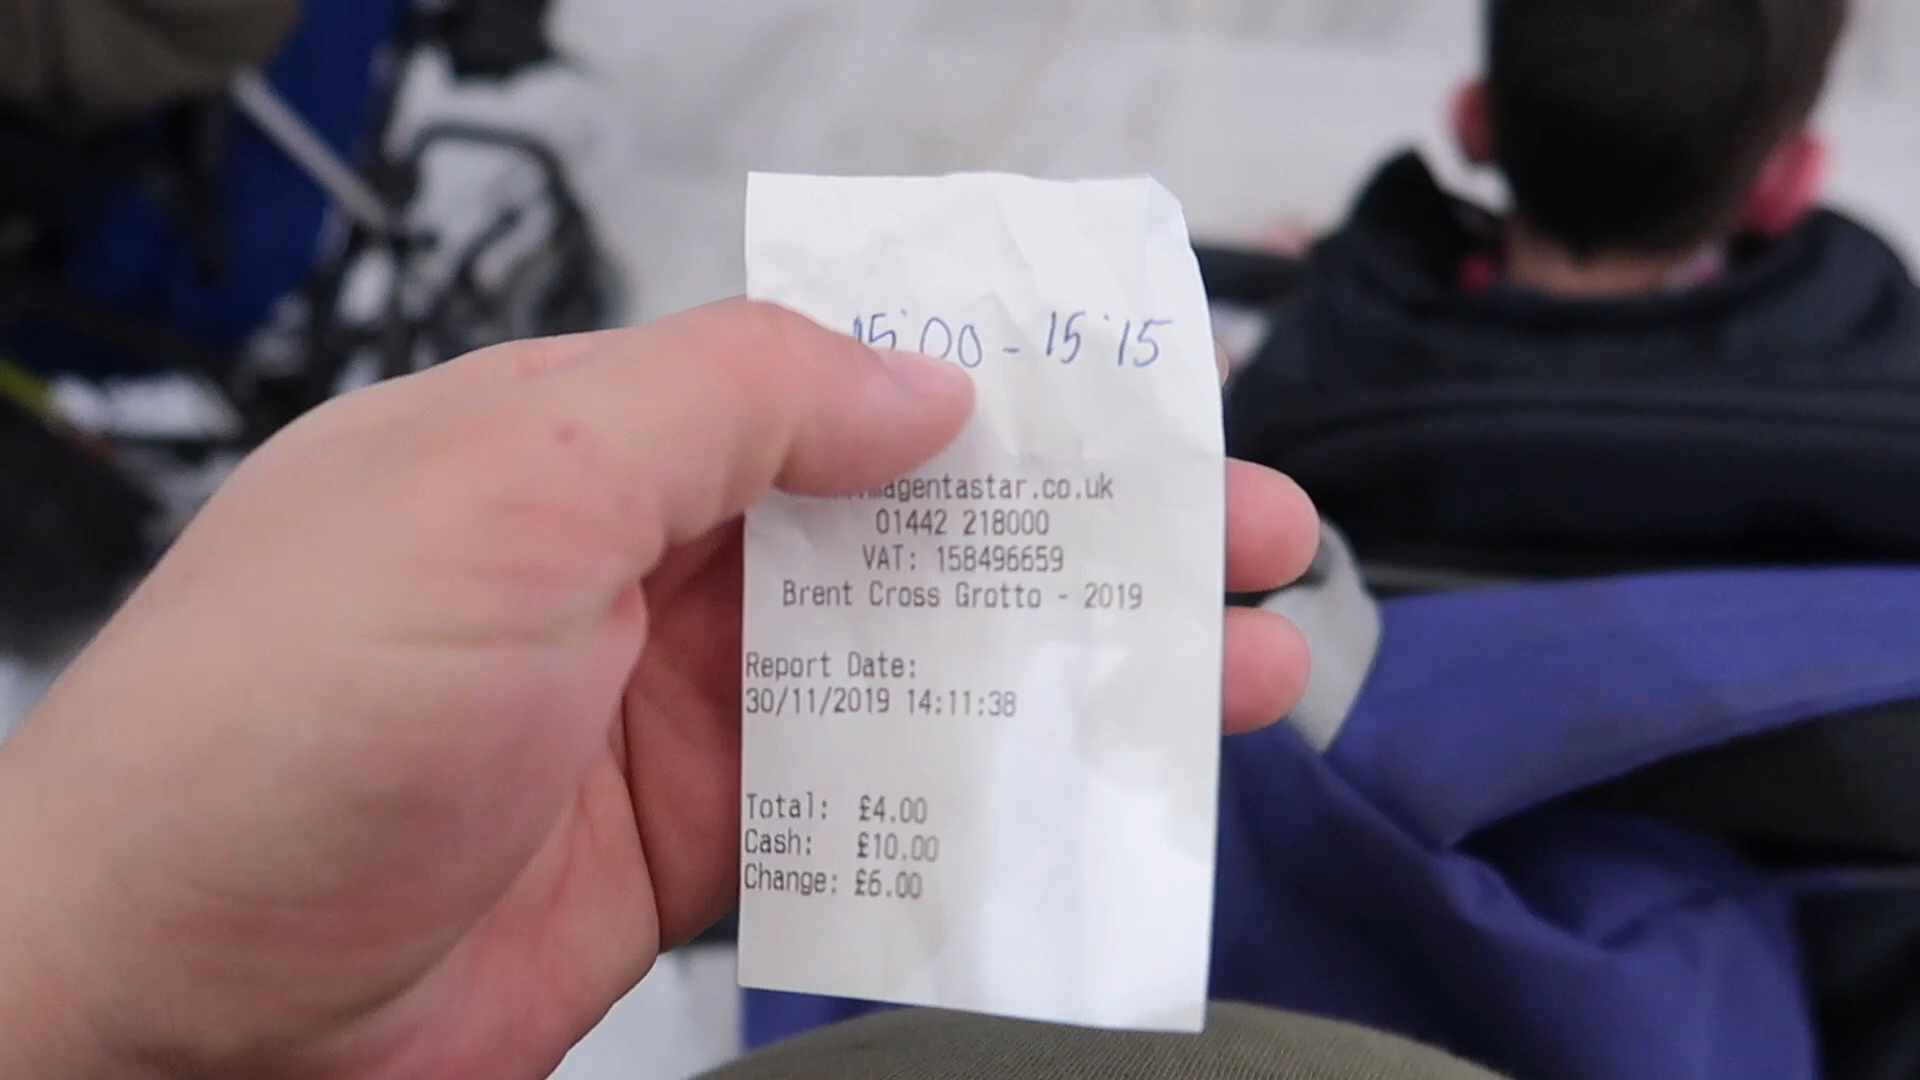 15:00 - 15:15
magentastar.co.uk
01442 218000
VAT: 158496659
Brent Cross Grotto - 2019
Report Date:
30/11/2019 14:11:38
Total: £4.00
Cash: £10.00
Change: £6.00